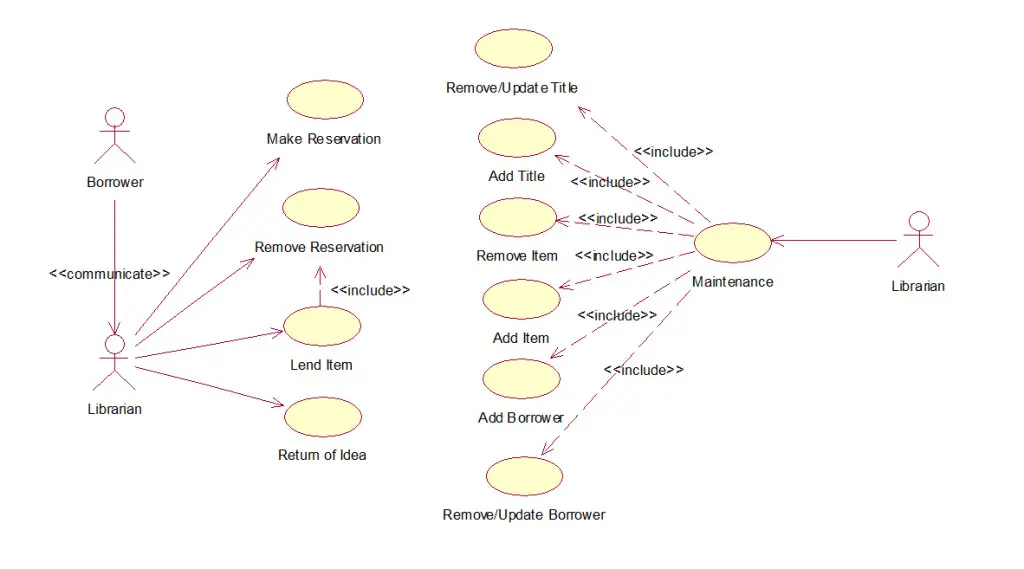 Remove/Update Title
Make Reservation
<<include>>
Add Title
<<include>>
Borrower
<<include>>
Remove Reservation
Remove Item
<<include>>
<<communicate>>
Maintenance
Librarian
<<include>>
<<include>>
Add Item
Lend Item
<<include>>
Librarian
Add Borrower
Return of Idea
Remove/Update Borrower